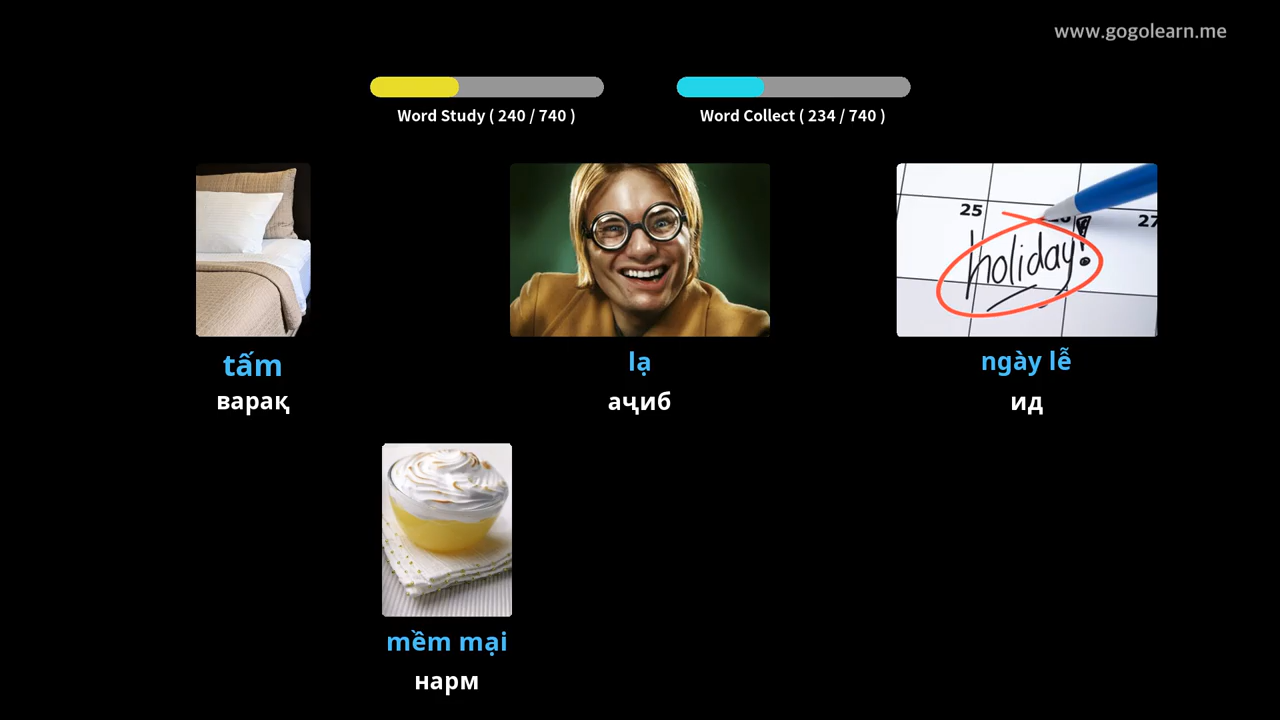 www.gogolearn.me
Word Study ( 240 / 740 )
Word Collect ( 234 / 740 )
25
27
holiday!
tấm
lạ
ngày lễ
варақ
аҷиб
ид
mềm mại
нарм